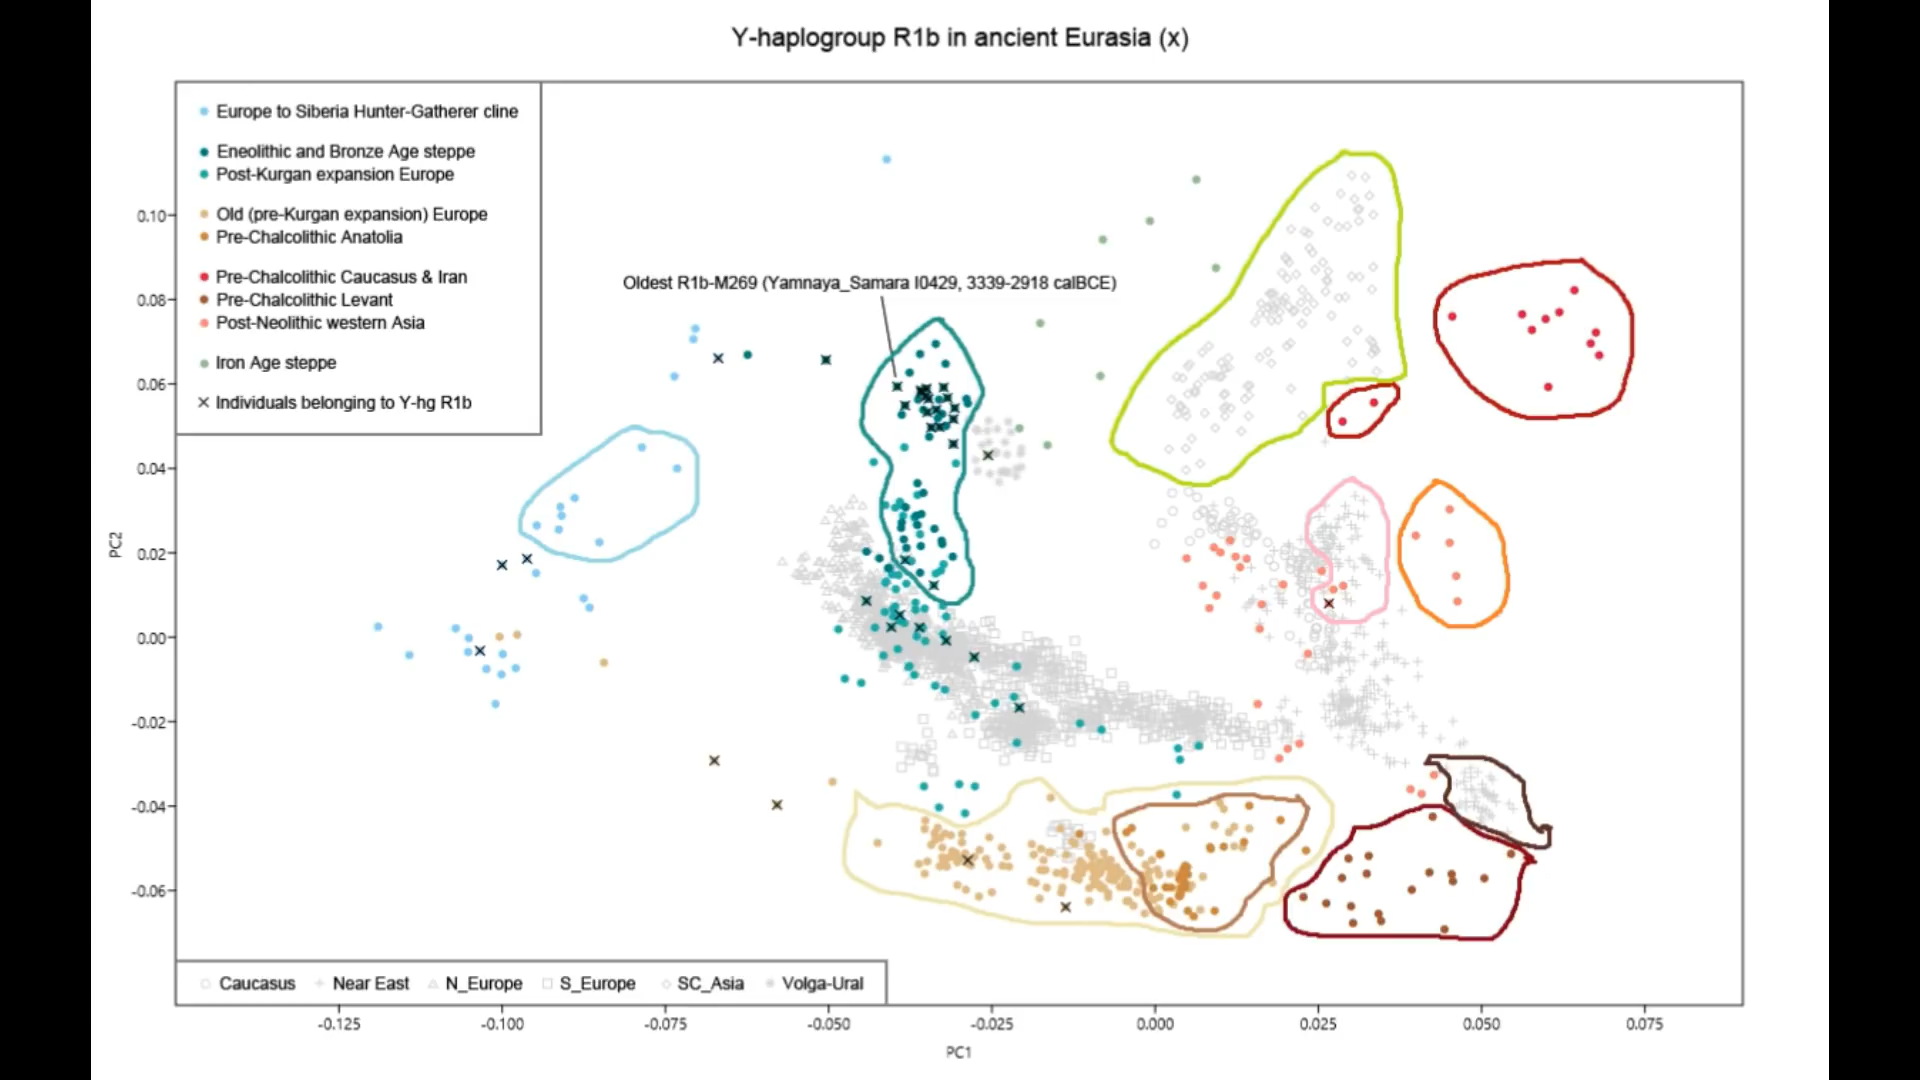 Y-haplogroup R1b in ancient Eurasia (x)
Europe to Siberia Hunter-Gatherer cline
Eneolithic and Bronze Age steppe
Post-Kurgan expansion Europe
Old (pre-Kurgan expansion) Europe
Pre-Chalcolithic Anatolia
Pre-Chalcolithic Caucasus & Iran
Pre-Chalcolithic Levant
Post-Neolithic western Asia
Iron Age steppe
Individuals belonging to Y-hg R1b
Oldest R1b-M269 (Yamnaya_Samara I0429, 3339-2918 calBCE)
0.10
0.08
0.06
0.04
0.02
0.00
-0.02
-0.04
-0.06
PC2
Caucasus Near East N_Europe S_Europe SC_Asia Volga-Ural
-0.125 -0.100 -0.075 -0.050 -0.025 0.000 0.025 0.050 0.075
PC1